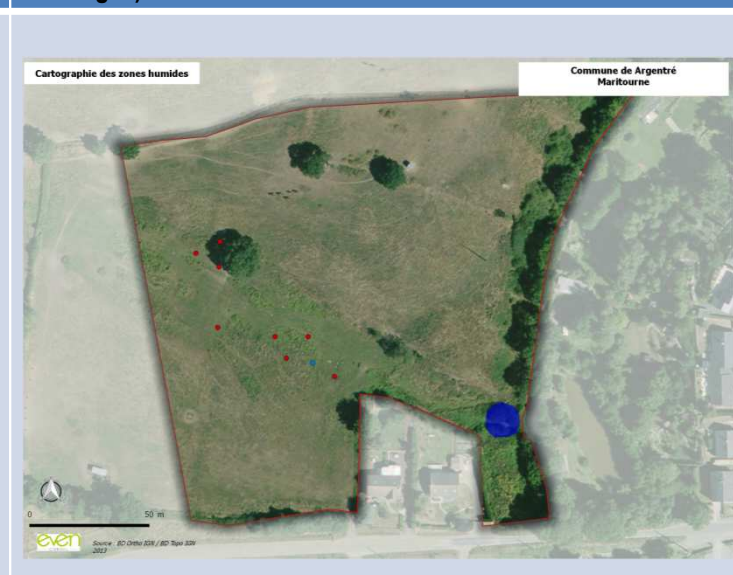 Cartographie des zones humides
Commune de Argentré
Maritourne
0 50 m
even
Source : BD Ortho IGN / BD Topo IGN
2013